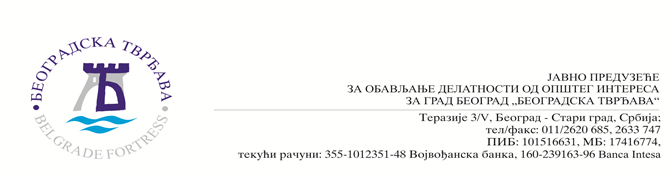 БЕОГРАДСКА ТВРЂАВА
BELGRADE FORTRESS
ЈАВНО ПРЕДУЗЕЋЕ
ЗА ОБАВЉАЊЕ ДЕЛАТНОСТИ ОД ОПШТЕГ ИНТЕРЕСА
ЗА ГРАД БЕОГРАД „БЕОГРАДСКА ТВРЂАВА“
Теразије 3/V, Београд - Стари град, Србија;
тел/факс: 011/2620 685, 2633 747
ПИБ: 101516631, МБ: 17416774,
текући рачуни: 355-1012351-48 Војвођанска банка, 160-239163-96 Banca Intesa